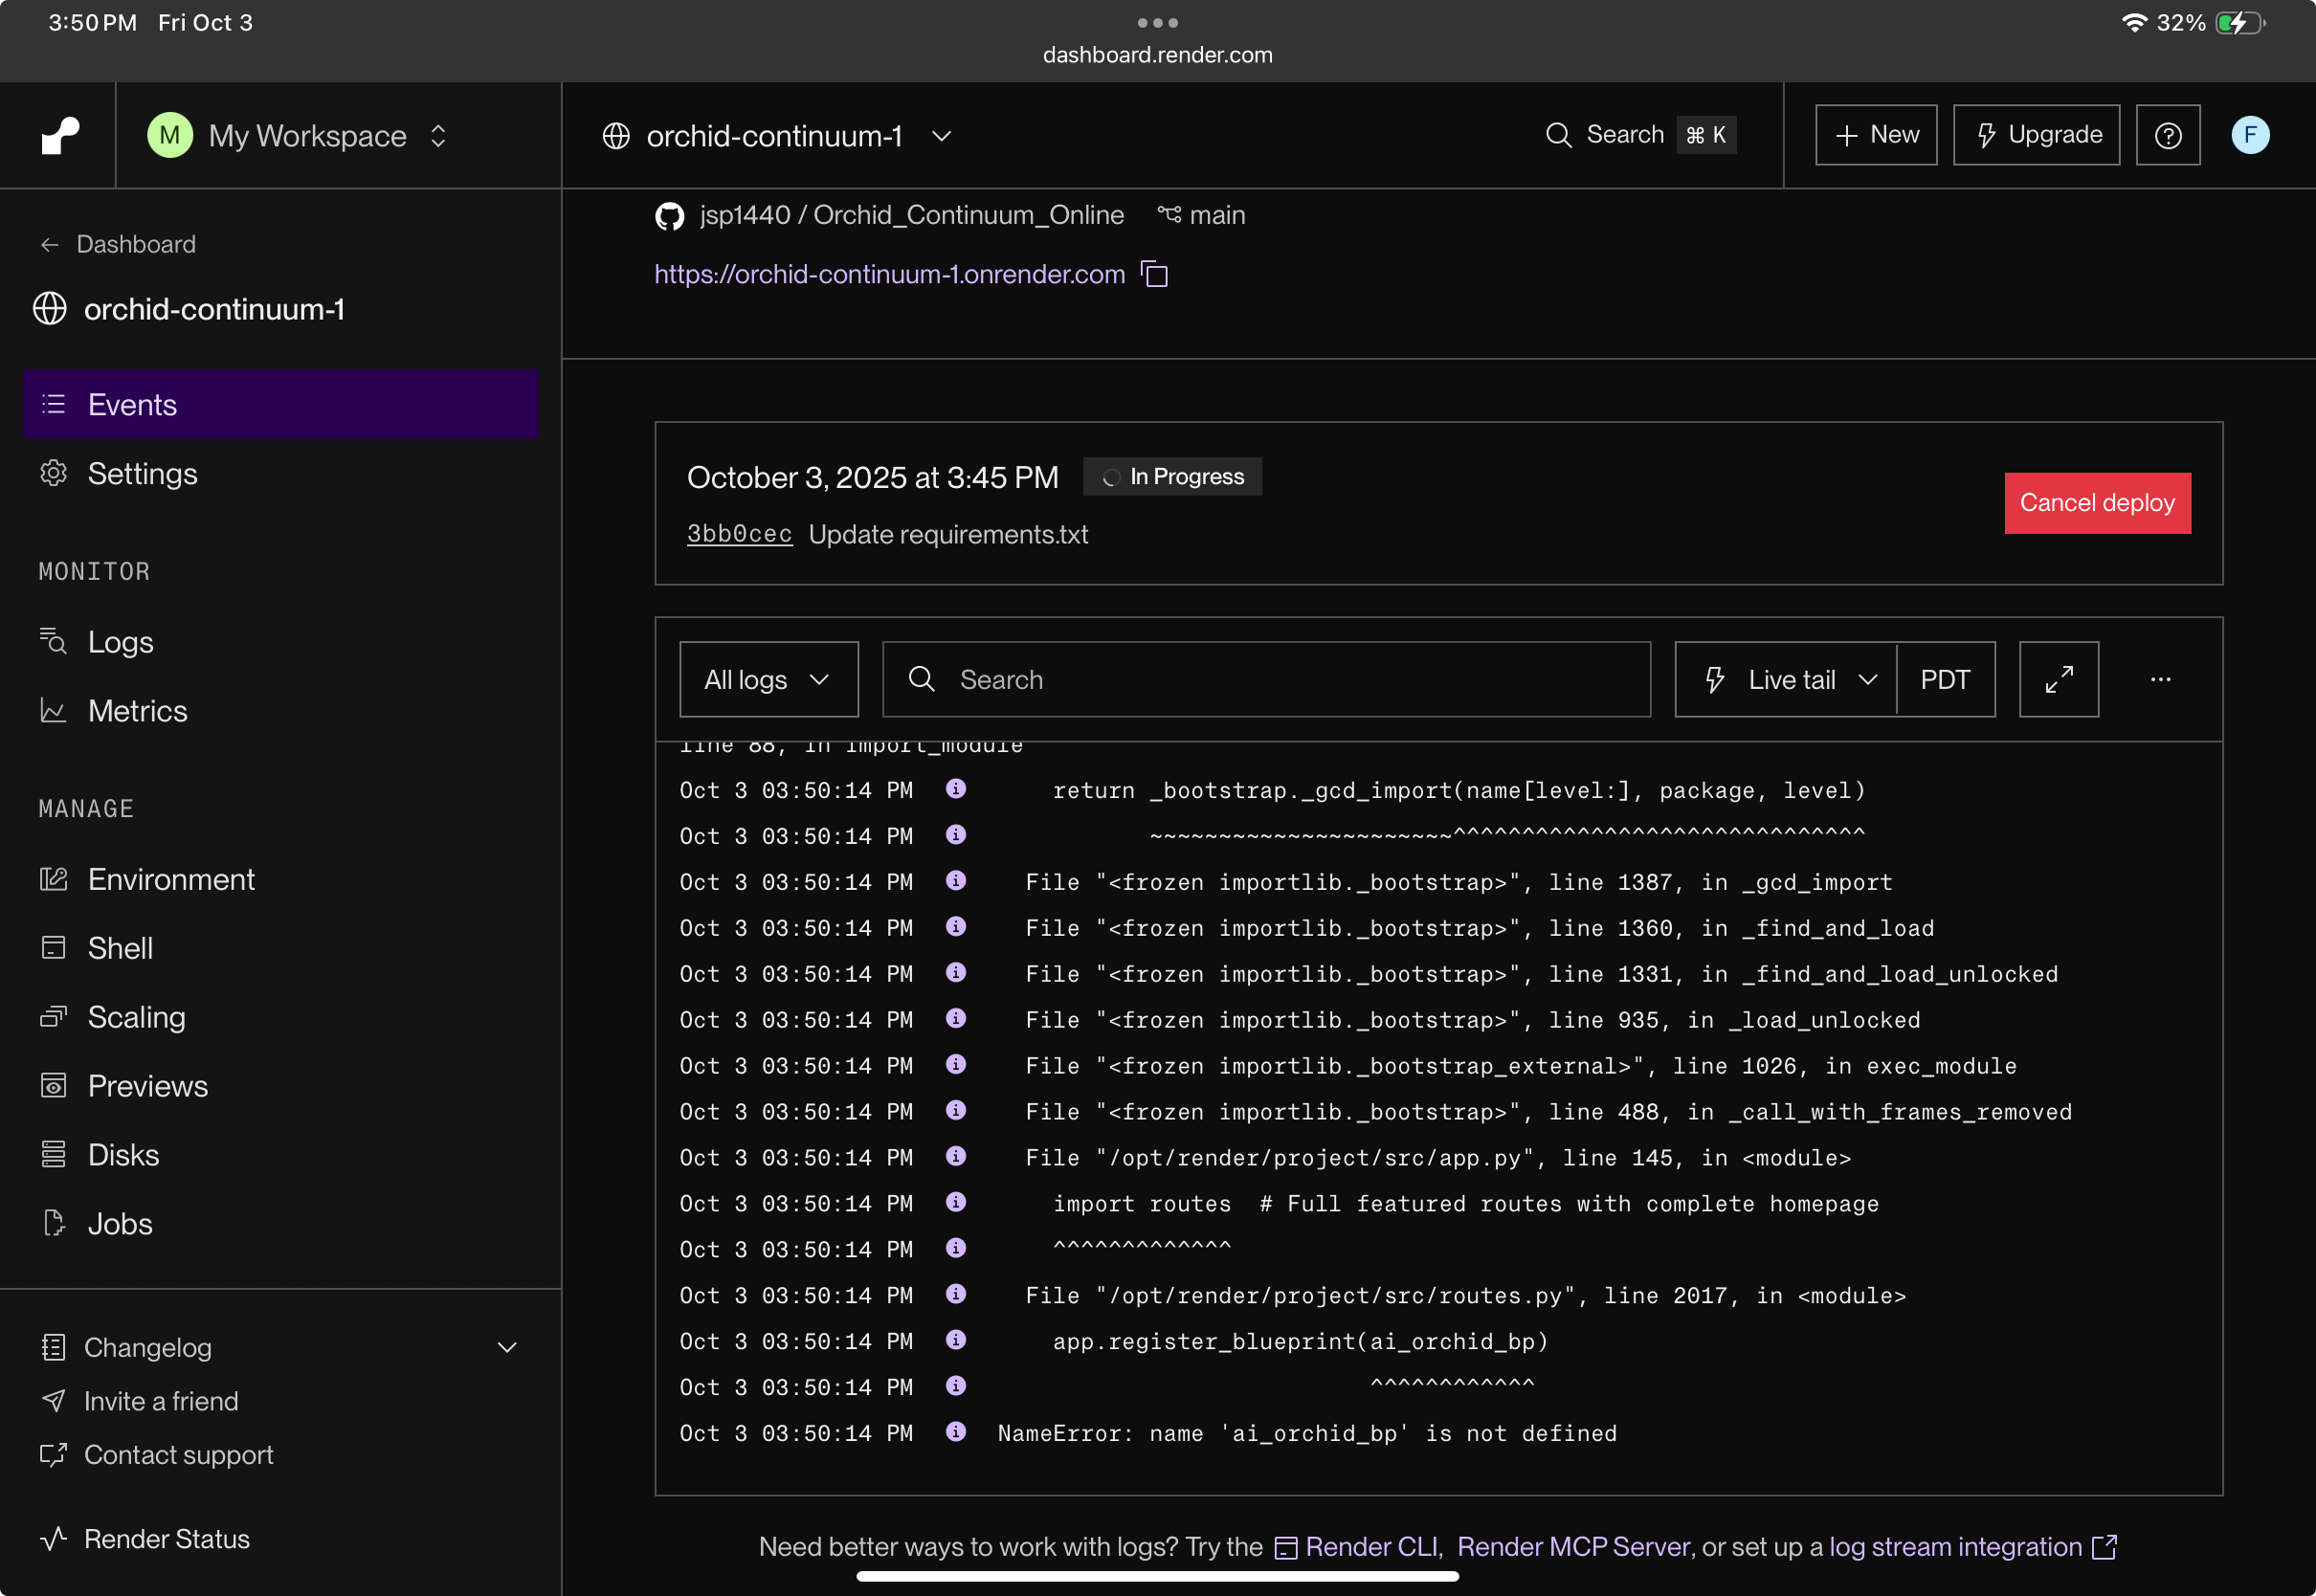 3:50 PM Fri Oct 3
dashboard.render.com
32%
M My Workspace
orchid-continuum-1
Search ⌘ K
+ New
Upgrade
F
← Dashboard
orchid-continuum-1
Events
Settings
MONITOR
Logs
Metrics
MANAGE
Environment
Shell
Scaling
Previews
Disks
Jobs
Changelog
Invite a friend
Contact support
Render Status
jsp1440 / Orchid_Continuum_Online main
https://orchid-continuum-1.onrender.com
October 3, 2025 at 3:45 PM In Progress
3bb0cec Update requirements.txt
Cancel deploy
All logs
Search
Live tail
PDT
line 88, in import_module
Oct 3 03:50:14 PM return _bootstrap._gcd_import(name[level:], package, level)
Oct 3 03:50:14 PM ~~~~~~~~~~~~~~~~~~~~~~^^^^^^^^^^^^^^^^^^^^^^^^^^^^^^
Oct 3 03:50:14 PM File "<frozen importlib._bootstrap>", line 1387, in _gcd_import
Oct 3 03:50:14 PM File "<frozen importlib._bootstrap>", line 1360, in _find_and_load
Oct 3 03:50:14 PM File "<frozen importlib._bootstrap>", line 1331, in _find_and_load_unlocked
Oct 3 03:50:14 PM File "<frozen importlib._bootstrap>", line 935, in _load_unlocked
Oct 3 03:50:14 PM File "<frozen importlib._bootstrap_external>", line 1026, in exec_module
Oct 3 03:50:14 PM File "<frozen importlib._bootstrap>", line 488, in _call_with_frames_removed
Oct 3 03:50:14 PM File "/opt/render/project/src/app.py", line 145, in <module>
Oct 3 03:50:14 PM import routes # Full featured routes with complete homepage
Oct 3 03:50:14 PM ^^^^^^^^^^^^^
Oct 3 03:50:14 PM File "/opt/render/project/src/routes.py", line 2017, in <module>
Oct 3 03:50:14 PM app.register_blueprint(ai_orchid_bp)
Oct 3 03:50:14 PM ^^^^^^^^^^^^
Oct 3 03:50:14 PM NameError: name 'ai_orchid_bp' is not defined
Need better ways to work with logs? Try the Render CLI, Render MCP Server, or set up a log stream integration